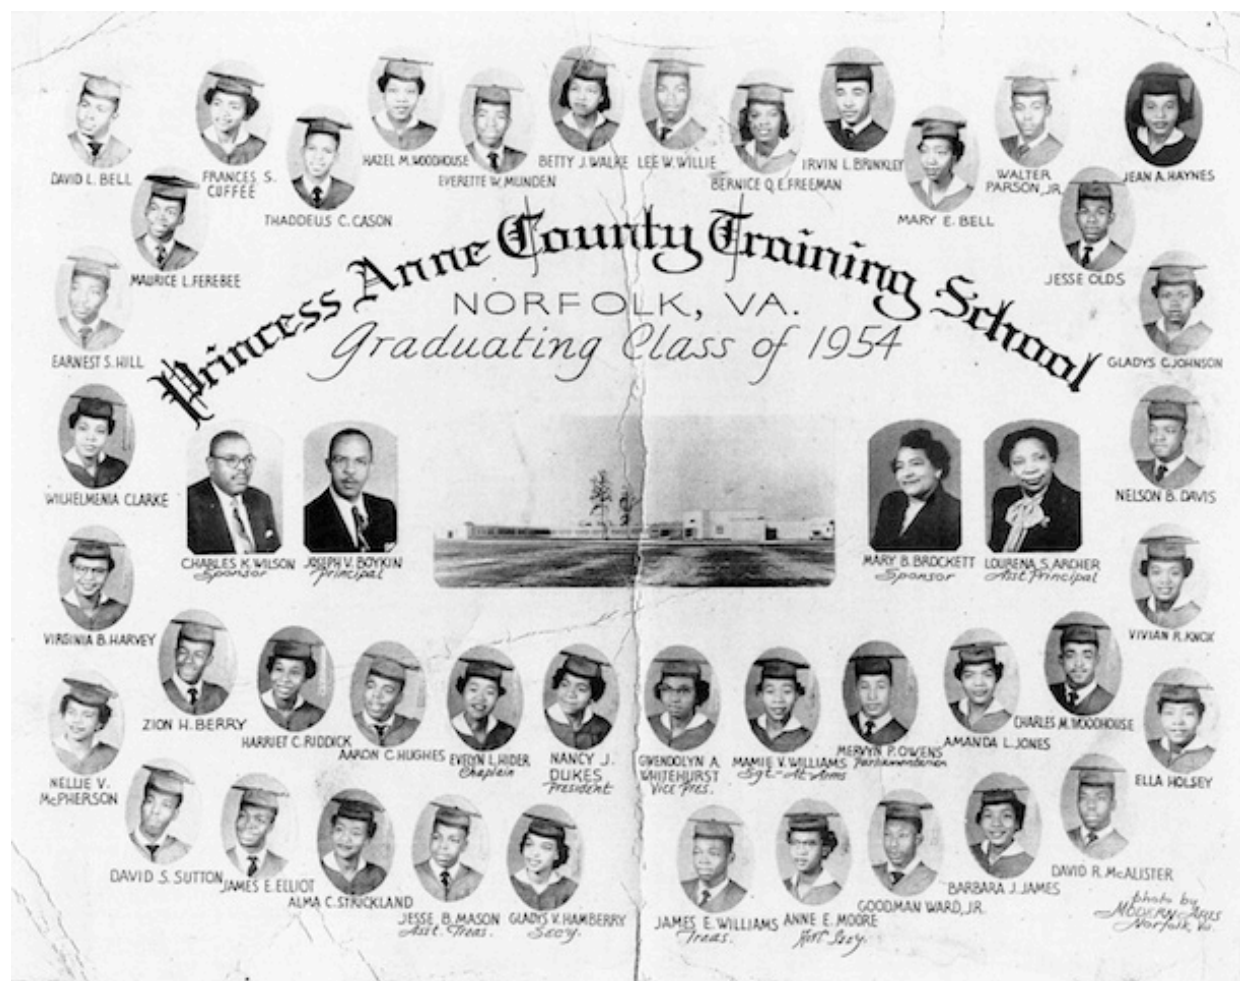 DAVID L. BELL
FRANCES S.
CUFFEE
THADDEUS C. CASON
HAZEL M. WOODHOUSE
EVERETTE W. MUNDEN
BETTY J. WALKE
LEE W. WILLIE
BERNICE Q. E. FREEMAN
IRVIN L. BRINKLEY
MARY E. BELL
WALTER
PARSON, JR.
JEAN A. HAYNES
MAURICE L. FEREBEE
JESSE OLDS
Princess Anne County Training School
NORFOLK, VA.
Graduating Class of 1954
EARNEST S. HILL
GLADYS C. JOHNSON
WILHELMENIA CLARKE
NELSON B. DAVIS
CHARLES K. WILSON
Sponsor
JOSEPH V. BOYKIN
Principal
MARY B. BROCKETT
Sponsor
LOURENA S. ARCHER
Asst. Principal
VIRGINIA B. HARVEY
VIVIAN R. KNOX
ZION H. BERRY
HARRIET C. RIDDICK
AARON C. HUGHES
EVELYN L. HIDER
Chaplain
NANCY J.
DUKES
President
GWENDOLYN A.
WHITEHURST
Vice Pres.
MAMIE V. WILLIAMS
Sgt-At-Arms
MERVYN P. OWENS
Parliamentarian
AMANDA L. JONES
CHARLES M. WOODHOUSE
NELLIE V.
McPHERSON
ELLA HOLSEY
DAVID S. SUTTON
JAMES E. ELLIOT
ALMA C. STRICKLAND
JESSE B. MASON
Asst. Treas.
GLADYS V. HAMBERRY
Secy.
JAMES E. WILLIAMS
Treas.
ANNE E. MOORE
Asst Secy.
GOODMAN WARD, JR.
BARBARA J. JAMES
DAVID R. McALISTER
photo by
MODERN ARTS
Norfolk, Va.